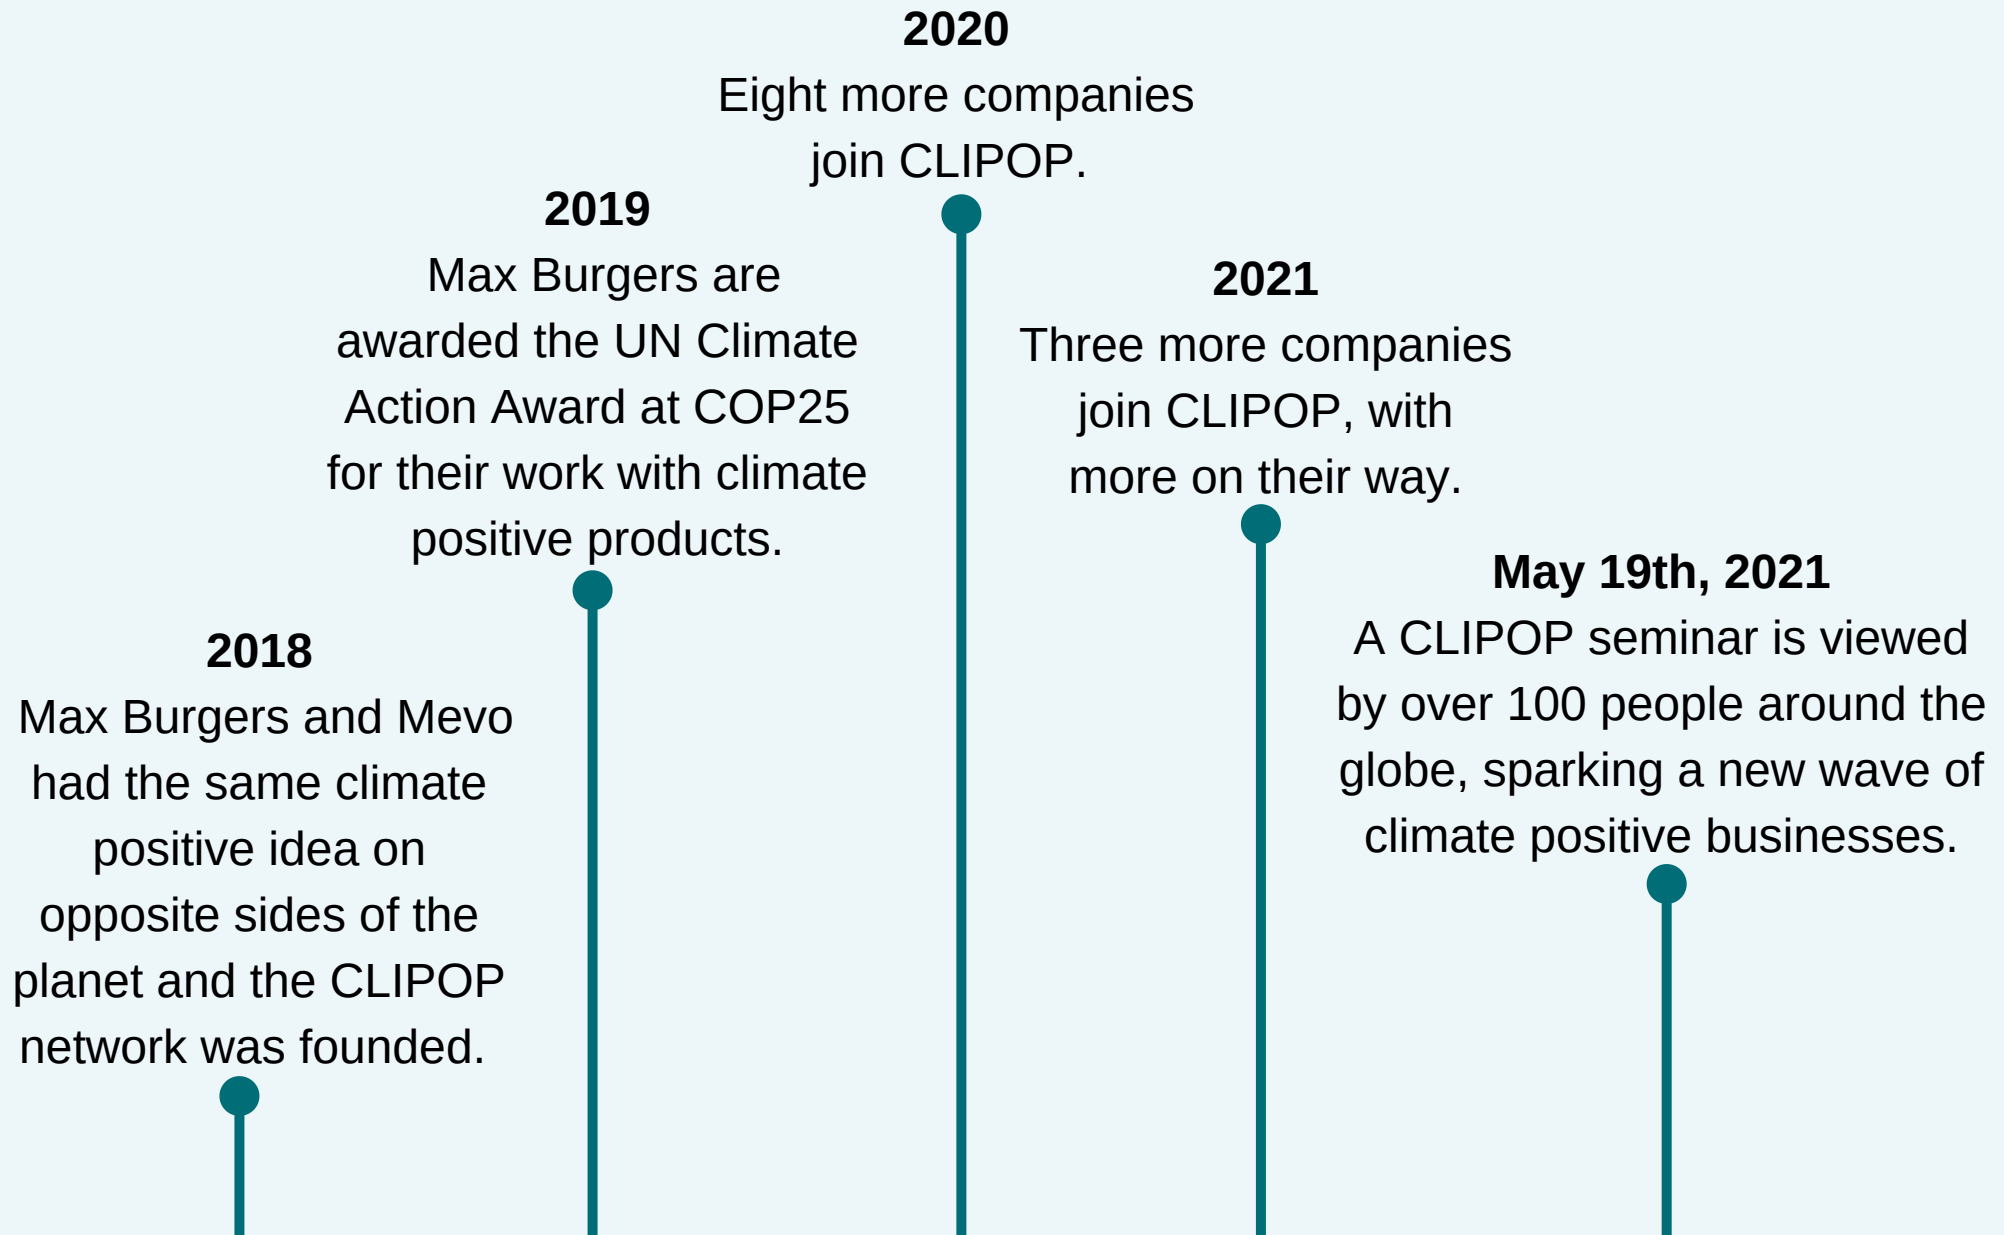 2018
Max Burgers and Mevo
had the same climate
positive idea on
opposite sides of the
planet and the CLIPOP
network was founded.
2019
Max Burgers are
awarded the UN Climate
Action Award at COP25
for their work with climate
positive products.
2020
Eight more companies
join CLIPOP.
2021
Three more companies
join CLIPOP, with
more on their way.
May 19th, 2021
A CLIPOP seminar is viewed
by over 100 people around the
globe, sparking a new wave of
climate positive businesses.